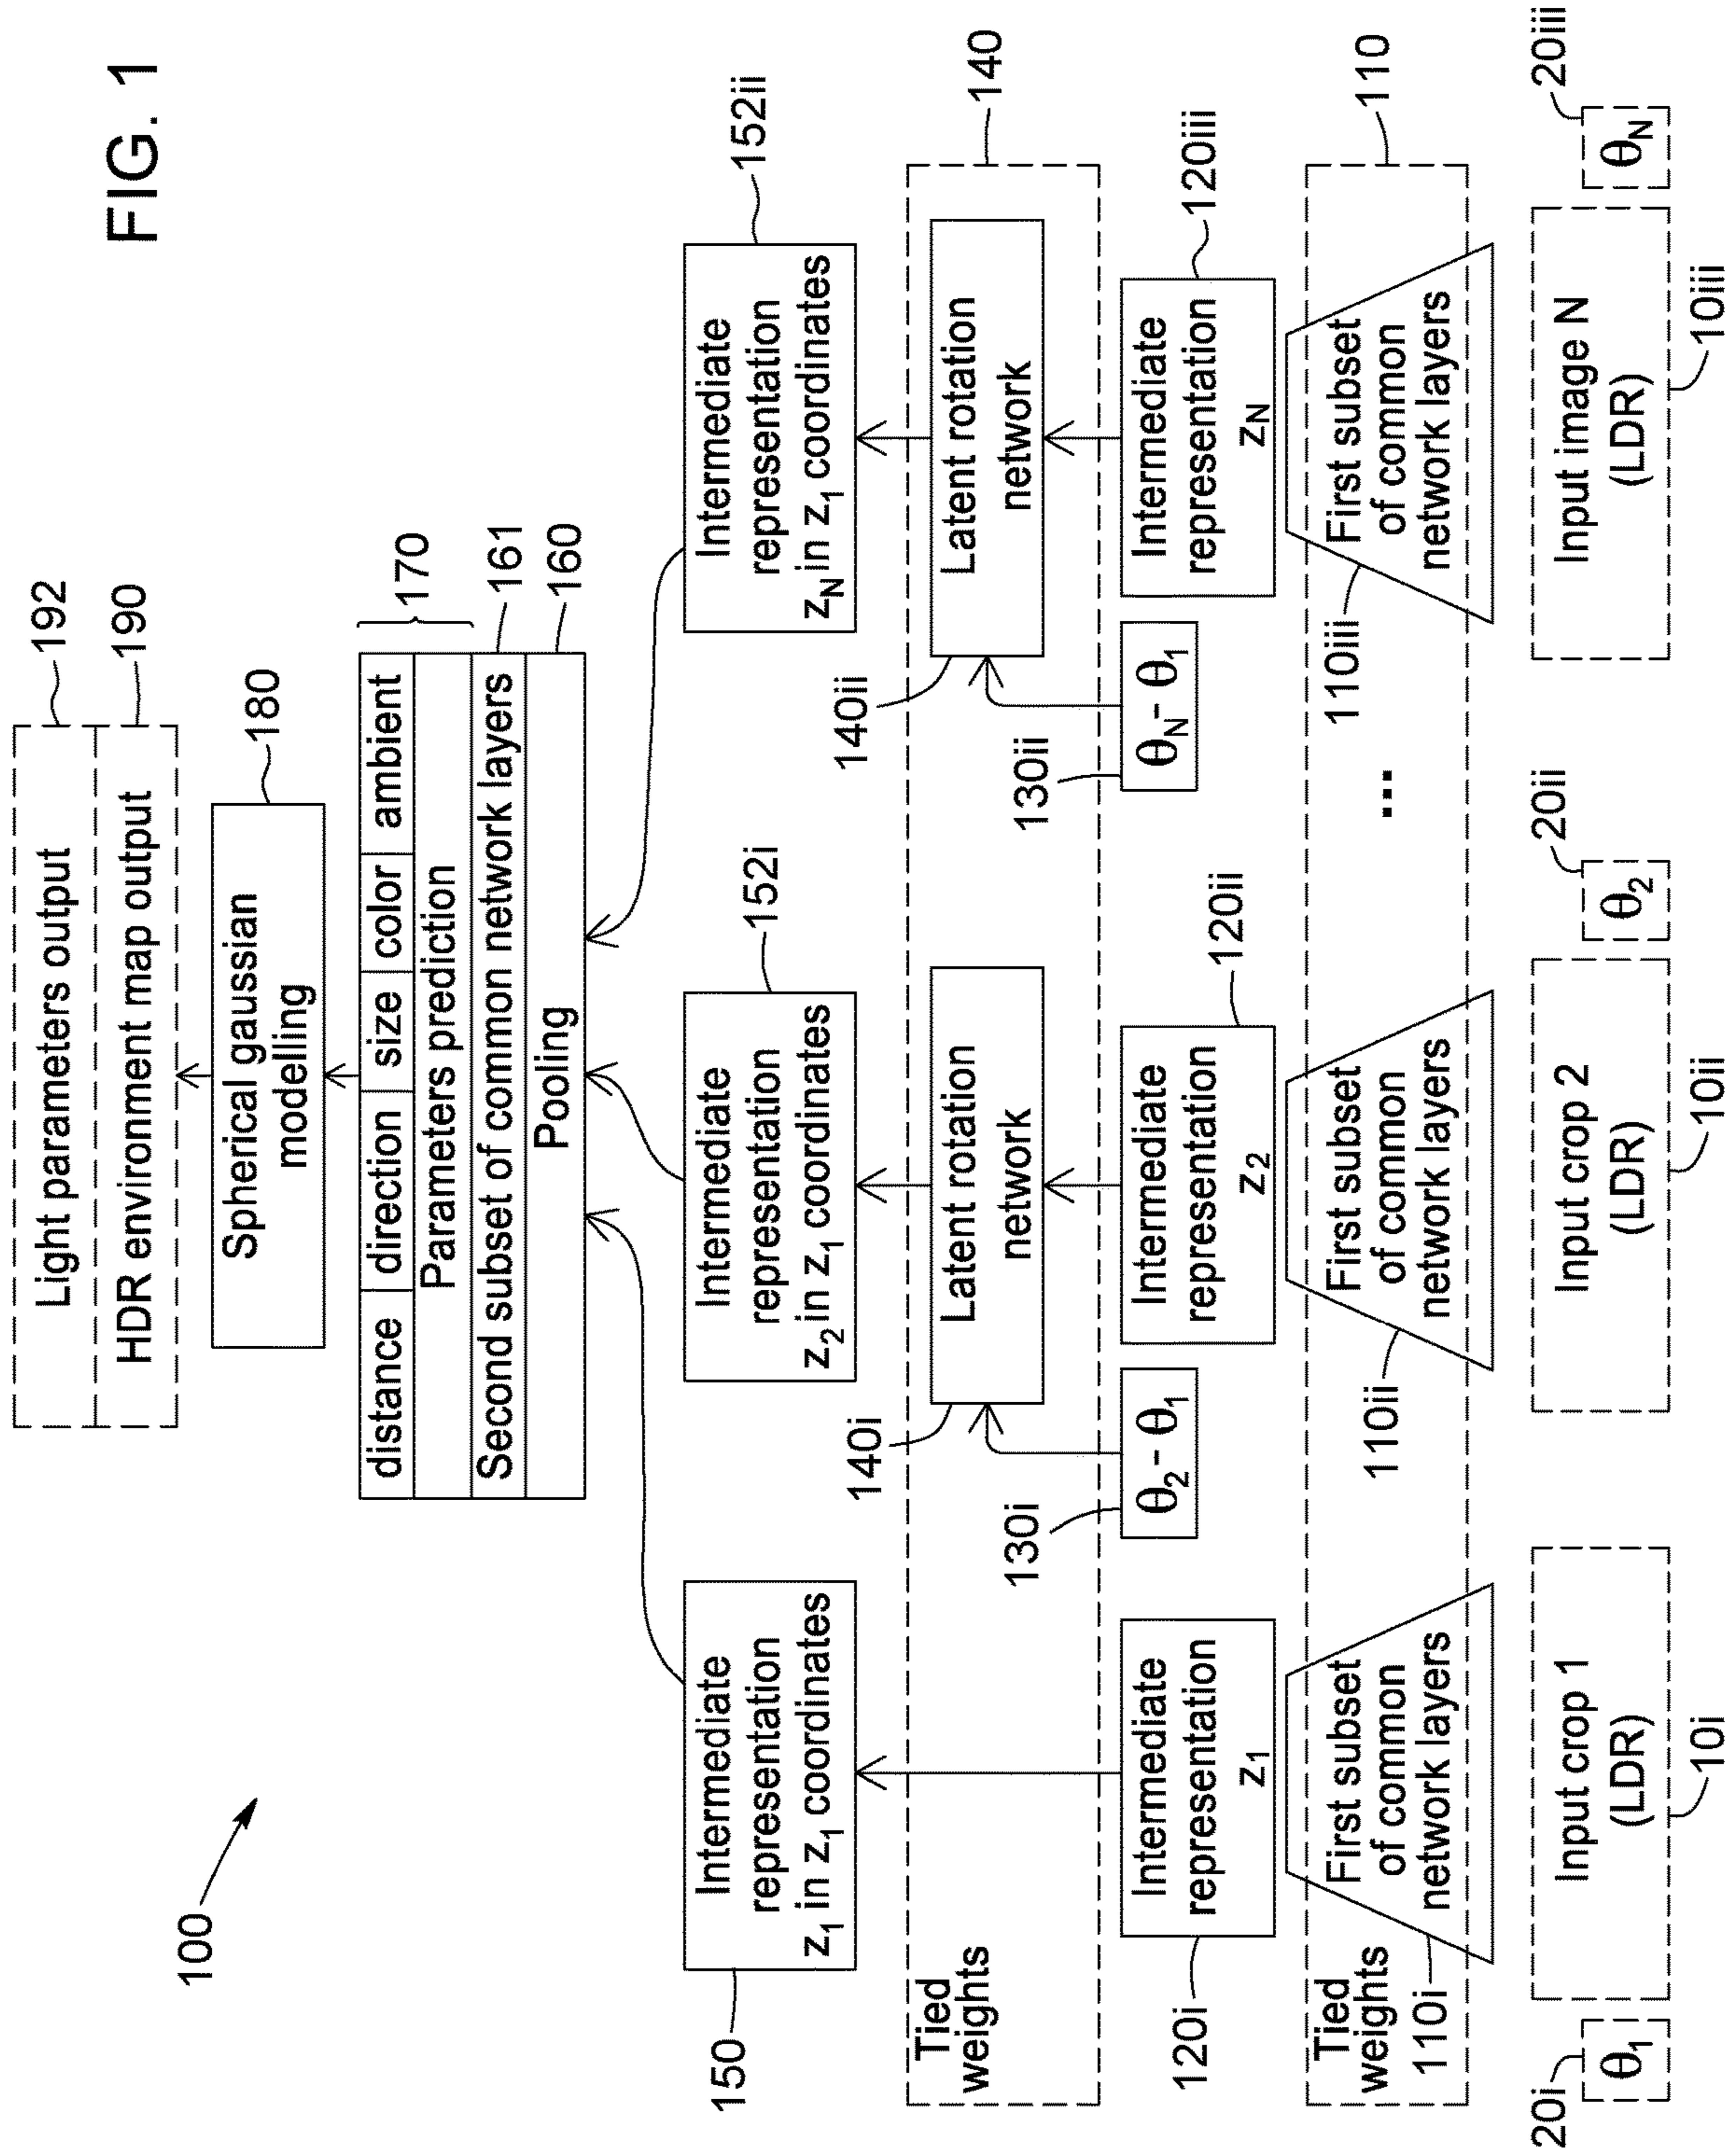 FIG. 1
100
Light parameters output
192
HDR environment map output
190
Spherical gaussian
modelling
180
distance direction size color ambient
170
Parameters prediction
Second subset of common network layers
161
Pooling
160
150
Intermediate
representation
z1 in z1 coordinates
Intermediate
representation
z2 in z1 coordinates
152i
Intermediate
representation
zN in z1 coordinates
152ii
Tied
weights
140i
Latent rotation
network
140ii
Latent rotation
network
140
130i
θ2 - θ1
130ii
θN - θ1
120i
Intermediate
representation
z1
Intermediate
representation
z2
120ii
Intermediate
representation
zN
120iii
Tied
weights
110i
First subset
of common
network layers
110ii
First subset
of common
network layers
...
110iii
First subset
of common
network layers
110
20i
θ1
Input crop 1
(LDR)
10i
Input crop 2
(LDR)
10ii
θ2
20ii
Input image N
(LDR)
10iii
θN
20iii